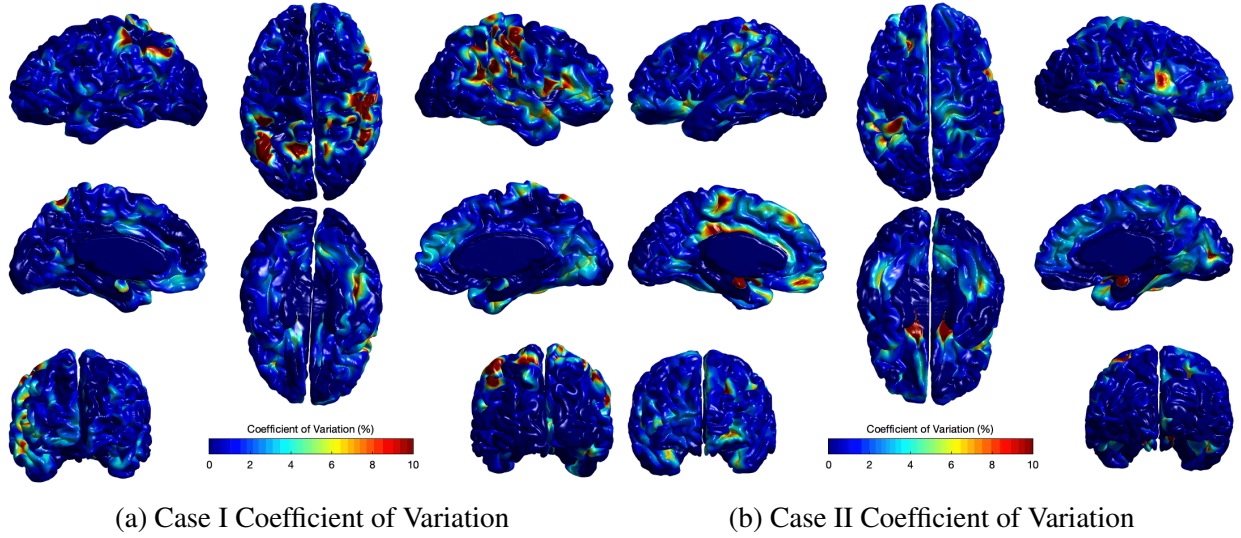 Coefficient of Variation (%)
0 2 4 6 8 10
Coefficient of Variation (%)
0 2 4 6 8 10
(a) Case I Coefficient of Variation
(b) Case II Coefficient of Variation